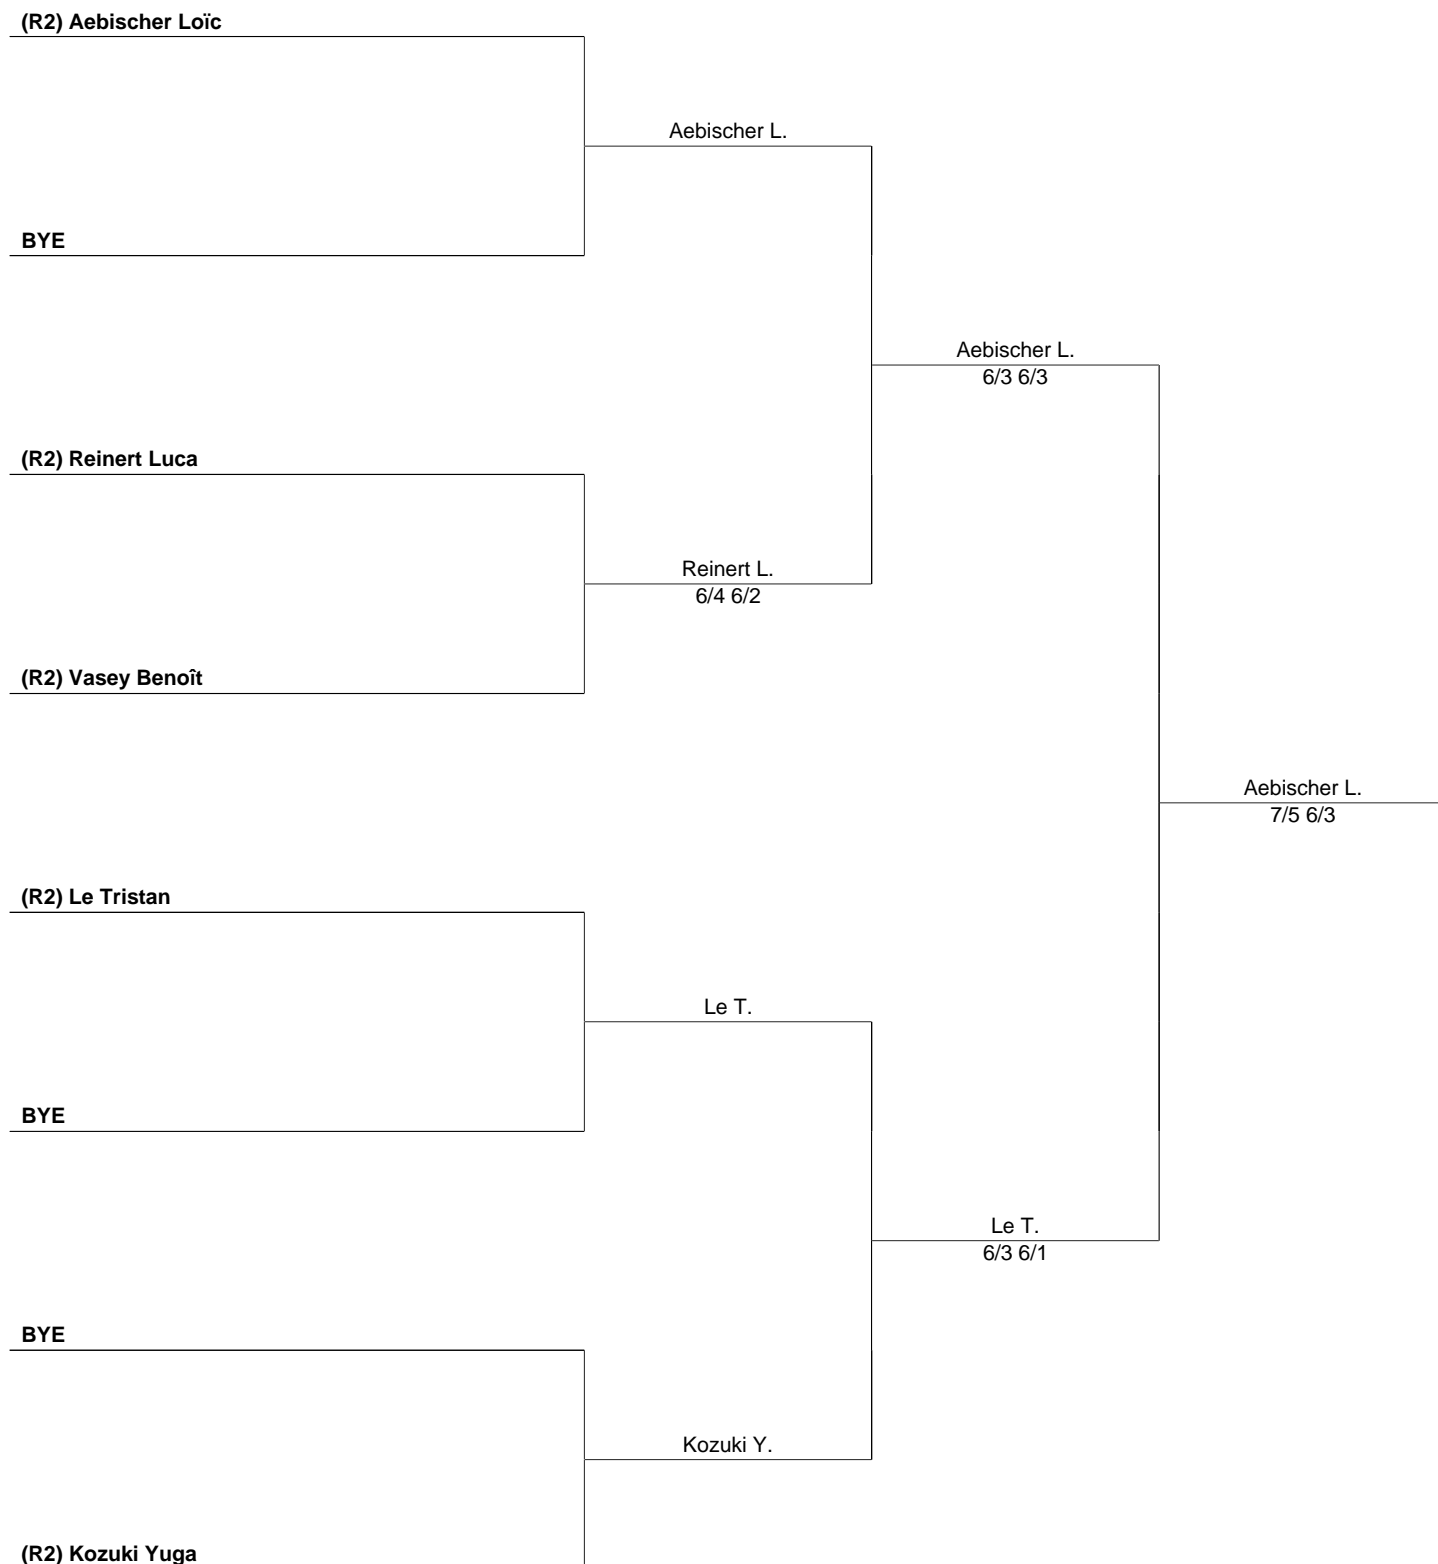 (R2) Aebischer Loïc
Aebischer L.
BYE
Aebischer L.
6/3 6/3
(R2) Reinert Luca
Reinert L.
6/4 6/2
(R2) Vasey Benoît
Aebischer L.
7/5 6/3
(R2) Le Tristan
Le T.
BYE
Le T.
6/3 6/1
BYE
Kozuki Y.
(R2) Kozuki Yuga